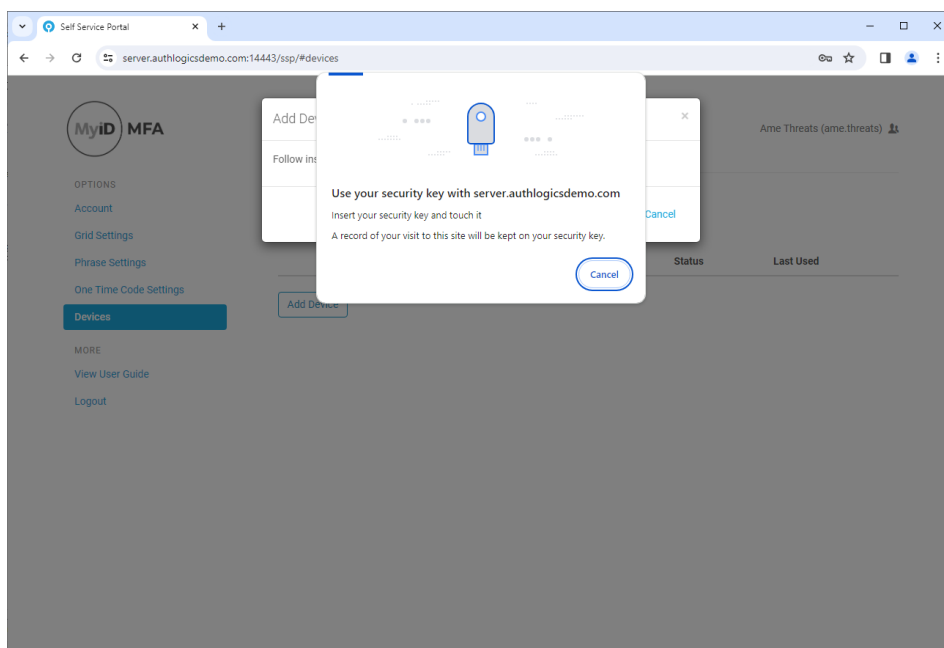 Self Service Portal
server.authlogicsdemo.com:14443/ssp/#devices
MyiD MFA
Ame Threats (ame.threats)
OPTIONS
Account
Grid Settings
Phrase Settings
One Time Code Settings
Devices
MORE
View User Guide
Logout
Add De
Follow ins
Cancel
Use your security key with server.authlogicsdemo.com
Insert your security key and touch it
A record of your visit to this site will be kept on your security key.
Cancel
Status Last Used
Add Device